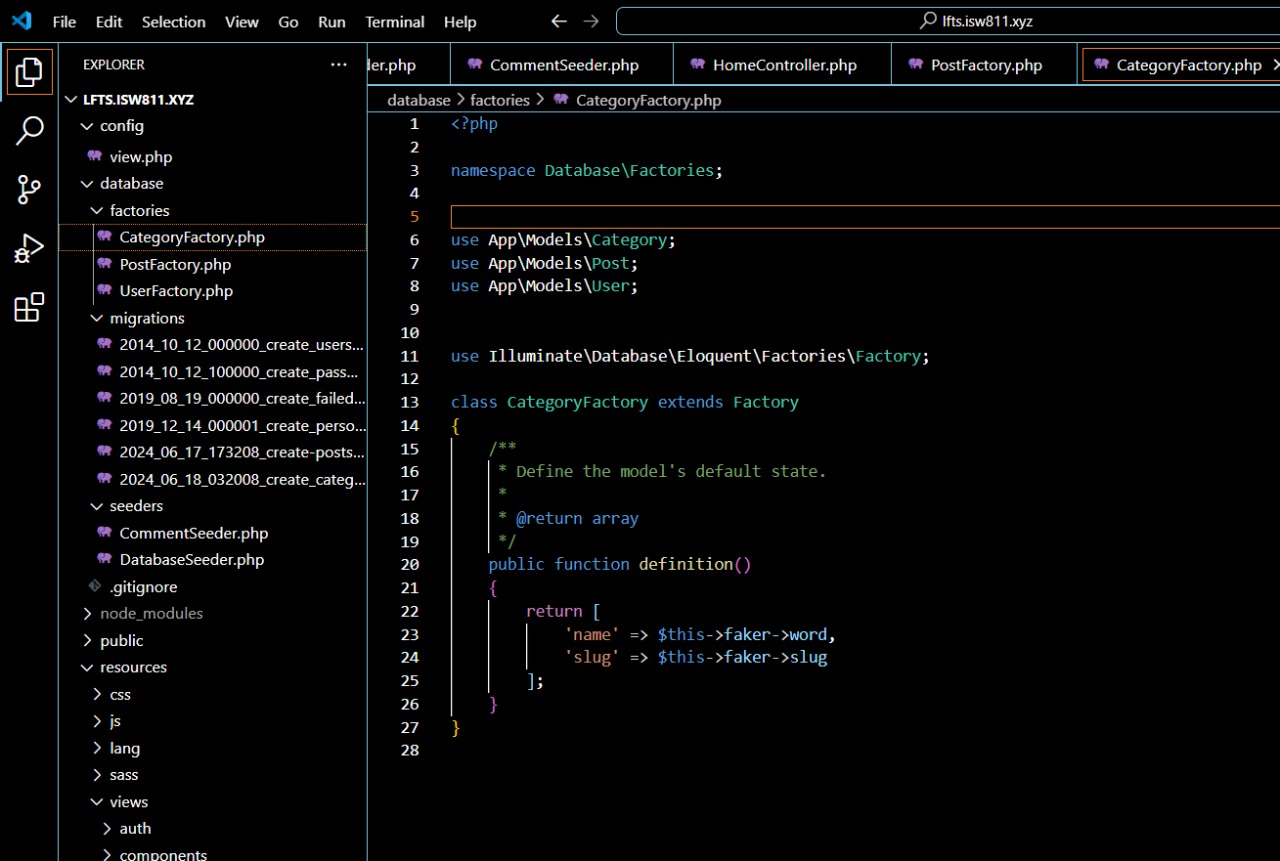 File Edit Selection View Go Run Terminal Help
lfts.isw811.xyz
EXPLORER
LFTS.ISW811.XYZ
config
view.php
database
factories
CategoryFactory.php
PostFactory.php
UserFactory.php
migrations
2014_10_12_000000_create_users...
2014_10_12_100000_create_pass...
2019_08_19_000000_create_failed...
2019_12_14_000001_create_perso...
2024_06_17_173208_create-posts...
2024_06_18_032008_create_categ...
seeders
CommentSeeder.php
DatabaseSeeder.php
.gitignore
node_modules
public
resources
css
js
lang
sass
views
auth
components
der.php CommentSeeder.php HomeController.php PostFactory.php CategoryFactory.php
database > factories > CategoryFactory.php
1 <?php
2
3 namespace Database\Factories;
4
5
6 use App\Models\Category;
7 use App\Models\Post;
8 use App\Models\User;
9
10
11 use Illuminate\Database\Eloquent\Factories\Factory;
12
13 class CategoryFactory extends Factory
14 {
15 /**
16 * Define the model's default state.
17 *
18 * @return array
19 */
20 public function definition()
21 {
22 return [
23 'name' => $this->faker->word,
24 'slug' => $this->faker->slug
25 ];
26 }
27 }
28